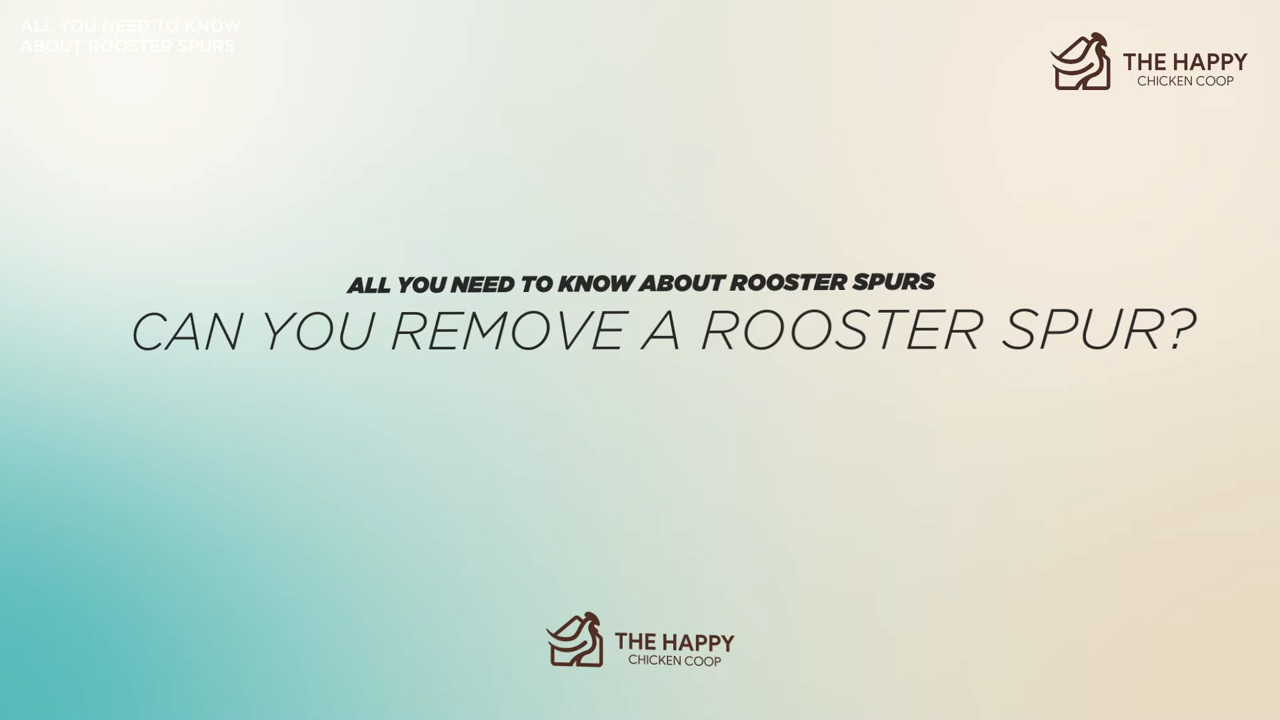 ALL YOU NEED TO KNOW
ABOUT ROOSTER SPURS
THE HAPPY
CHICKEN COOP
ALL YOU NEED TO KNOW ABOUT ROOSTER SPURS
CAN YOU REMOVE A ROOSTER SPUR?
THE HAPPY
CHICKEN COOP